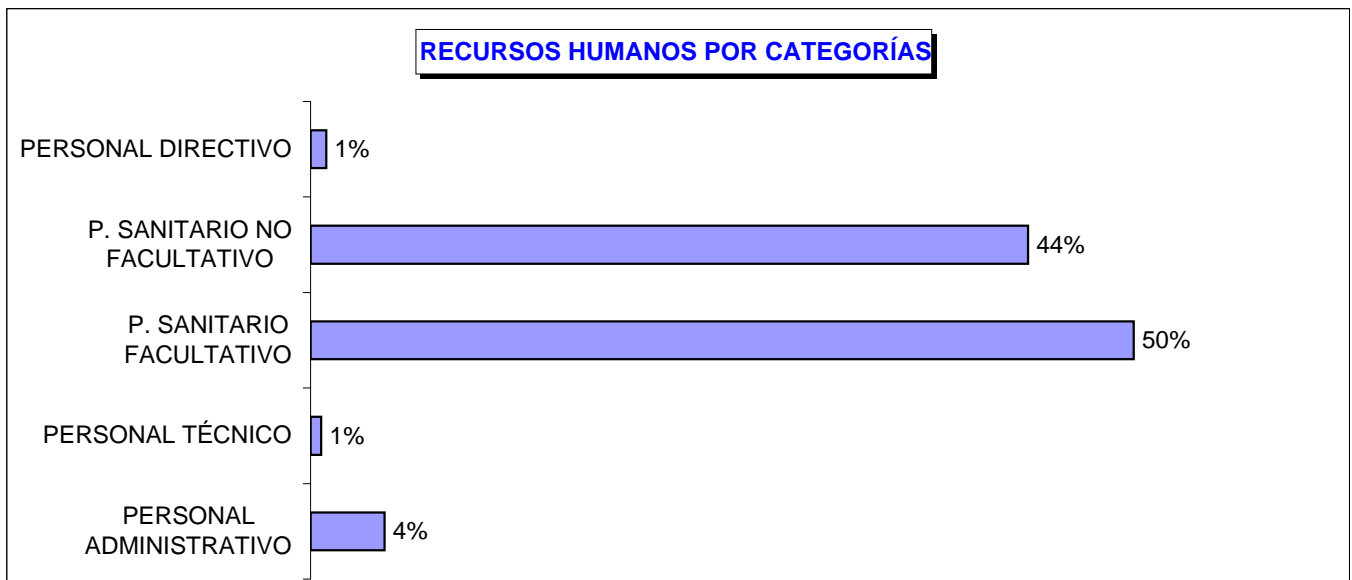 RECURSOS HUMANOS POR CATEGORÍAS
PERSONAL DIRECTIVO
1%
P. SANITARIO NO
FACULTATIVO
44%
P. SANITARIO
FACULTATIVO
50%
PERSONAL TÉCNICO
1%
PERSONAL
ADMINISTRATIVO
4%